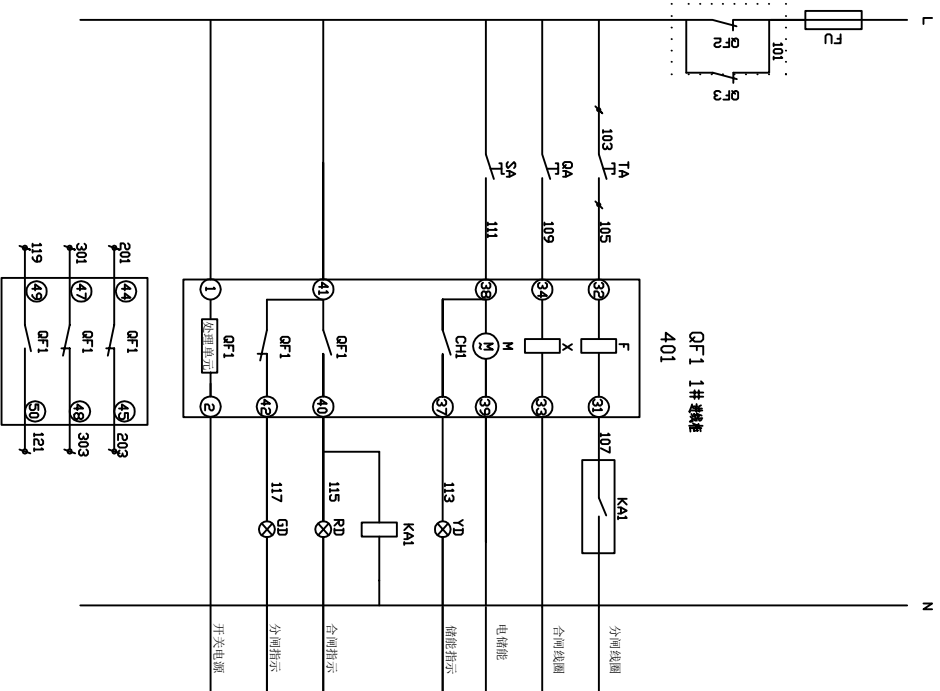 L
N
FU
101
QF2
QF3
QF1 1#进线柜
401
103
TA
105
32
F
31
107
KA1
分闸线圈
QA
109
34
X
33
合闸线圈
SA
111
38
M
M~
39
电储能
CH1
37
113
YD
储能指示
KA1
41
QF1
40
115
RD
合闸指示
QF1
42
117
GD
分闸指示
1
QF1
处理单元
2
开关电源
201
44
QF1
45
203
301
47
QF1
48
303
119
49
QF1
50
121